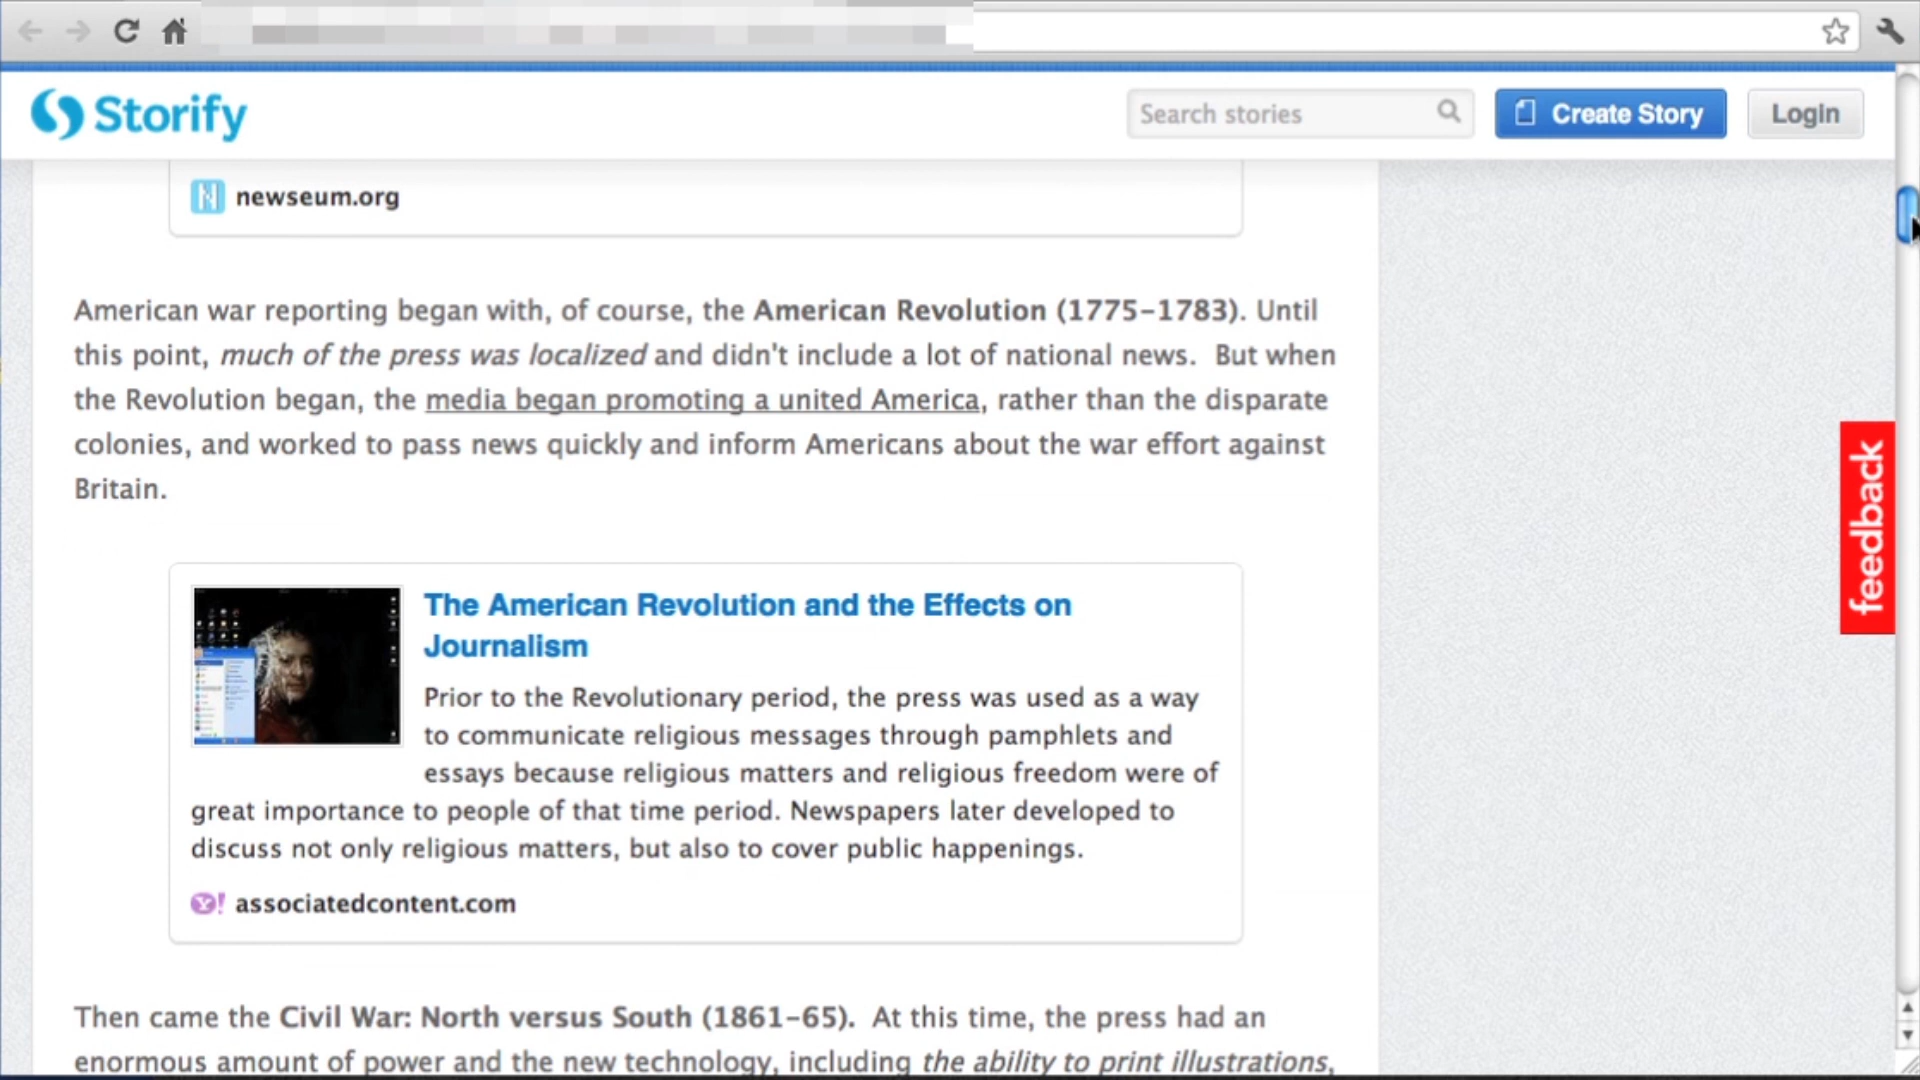 Storify
Search stories
Create Story
Login
newseum.org
American war reporting began with, of course, the American Revolution (1775-1783). Until
this point, much of the press was localized and didn't include a lot of national news.  But when
the Revolution began, the media began promoting a united America, rather than the disparate
colonies, and worked to pass news quickly and inform Americans about the war effort against
Britain.
feedback
The American Revolution and the Effects on
Journalism
Prior to the Revolutionary period, the press was used as a way
to communicate religious messages through pamphlets and
essays because religious matters and religious freedom were of
great importance to people of that time period. Newspapers later developed to
discuss not only religious matters, but also to cover public happenings.
associatedcontent.com
Then came the Civil War: North versus South (1861-65).  At this time, the press had an
enormous amount of power and the new technology, including the ability to print illustrations,